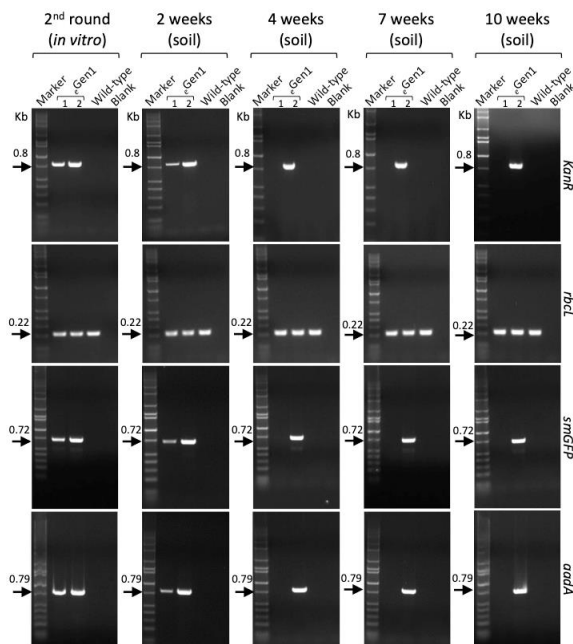 2nd round
(in vitro)
2 weeks
(soil)
4 weeks
(soil)
7 weeks
(soil)
10 weeks
(soil)
Marker
cGen1
1 2
Wild-type
Blank
Marker
cGen1
1 2
Wild-type
Blank
Marker
cGen1
1 2
Wild-type
Blank
Marker
cGen1
1 2
Wild-type
Blank
Marker
cGen1
1 2
Wild-type
Blank
Kb
Kb
Kb
Kb
Kb
0.8
0.8
0.8
0.8
0.8
KanR
0.22
0.22
0.22
0.22
0.22
rbcL
0.72
0.72
0.72
0.72
0.72
smGFP
0.79
0.79
0.79
0.79
0.79
aadA